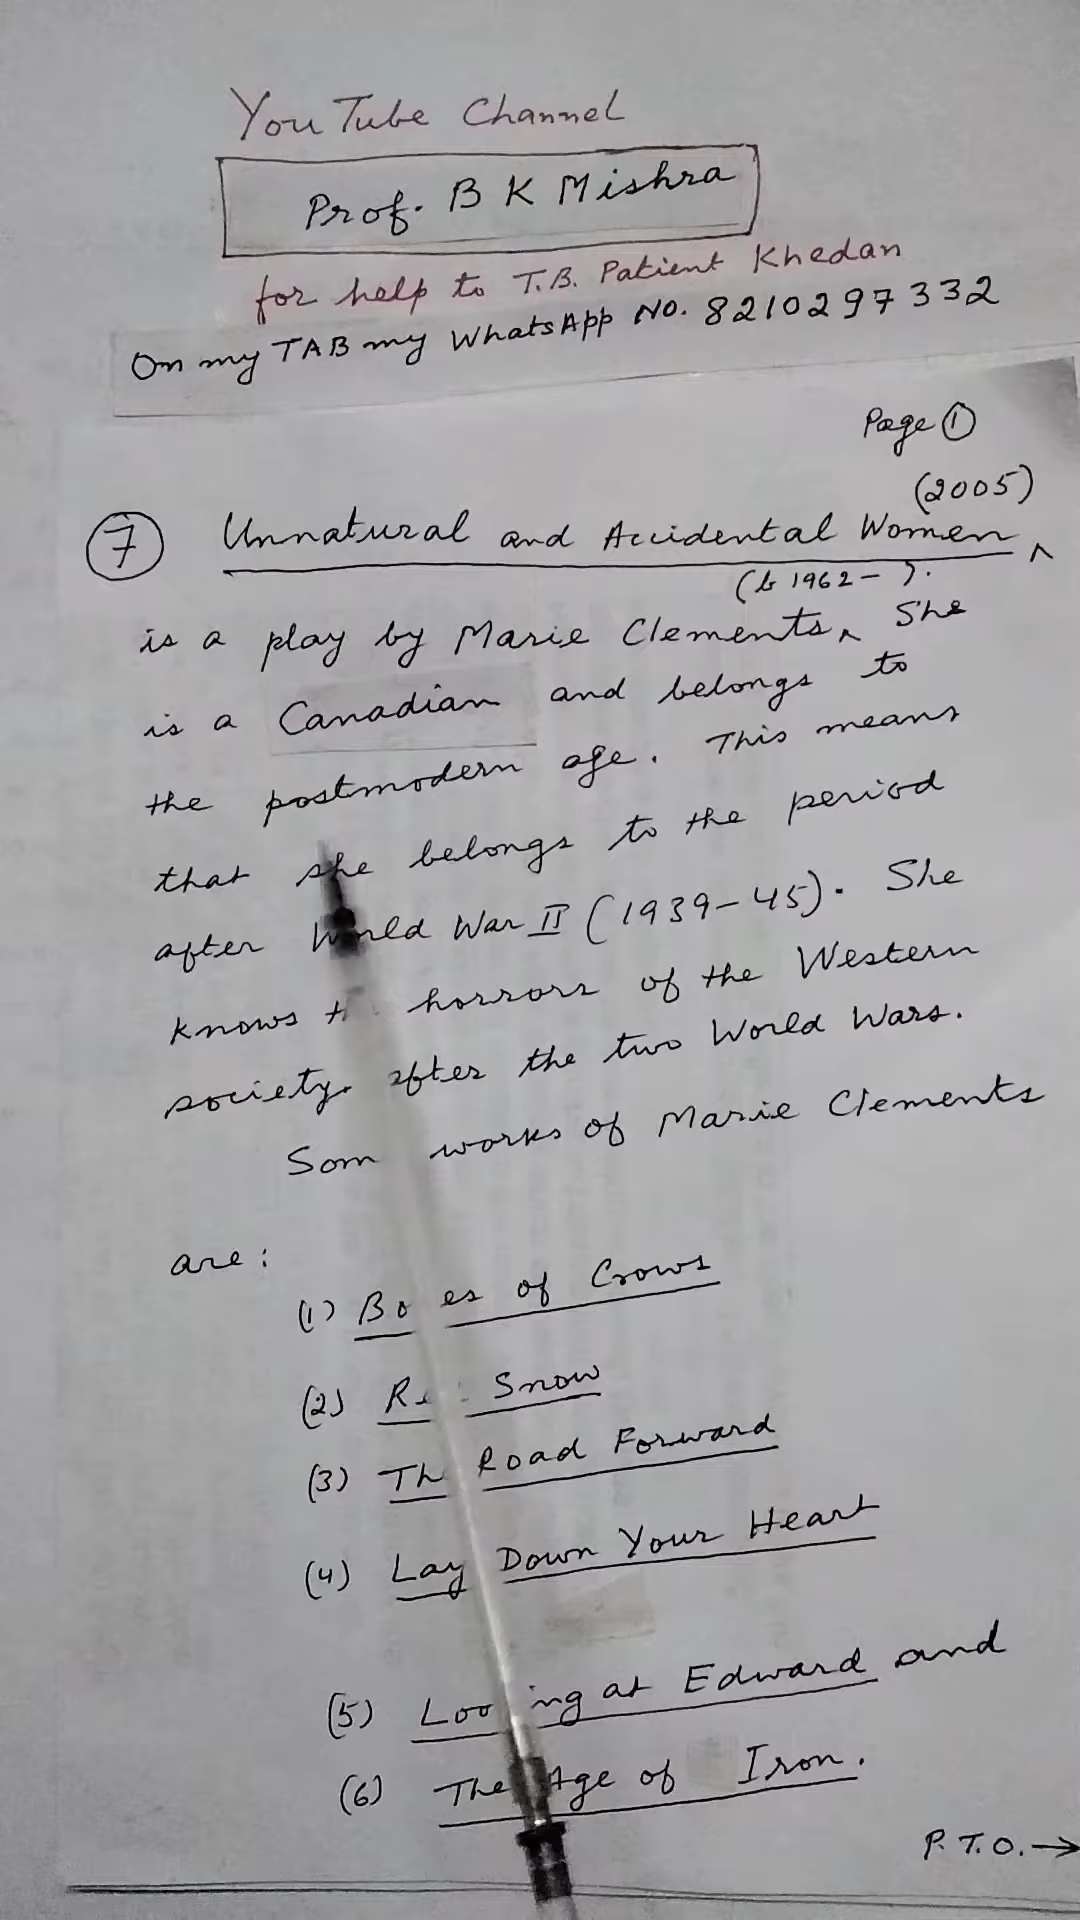 YouTube Channel
Prof. B K Mishra
for help to T.B. Patient Khedan
On my TAB my WhatsApp No. 8210297332
Page 1
(2005)
7 Unnatural and Accidental Women ^
(b 1962- ).
is a play by Marie Clements ^ She
is a Canadian and belongs to
the postmodern age. This means
that she belongs to the period
after World War II (1939-45). She
knows horrors of the Western
society. after the two World Wars.
Som works of Marie Clements
are:
(1) of Crows
(2) Snow
(3) Th Road Forward
(4) Lay Down Your Heart
(5) Loo ing at Edward and
(6) The Age of Iron.
P.T.O. →